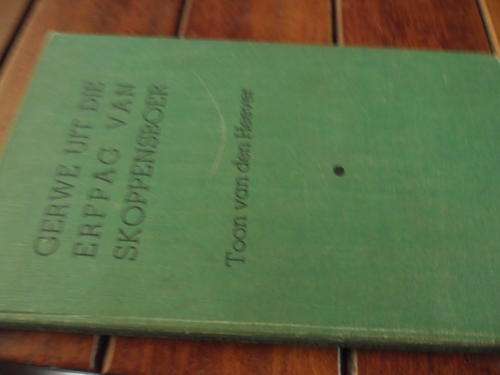 GERWE UIT DIE
ERFPAG VAN
SKOPPENSBOER
Toon van den Heever